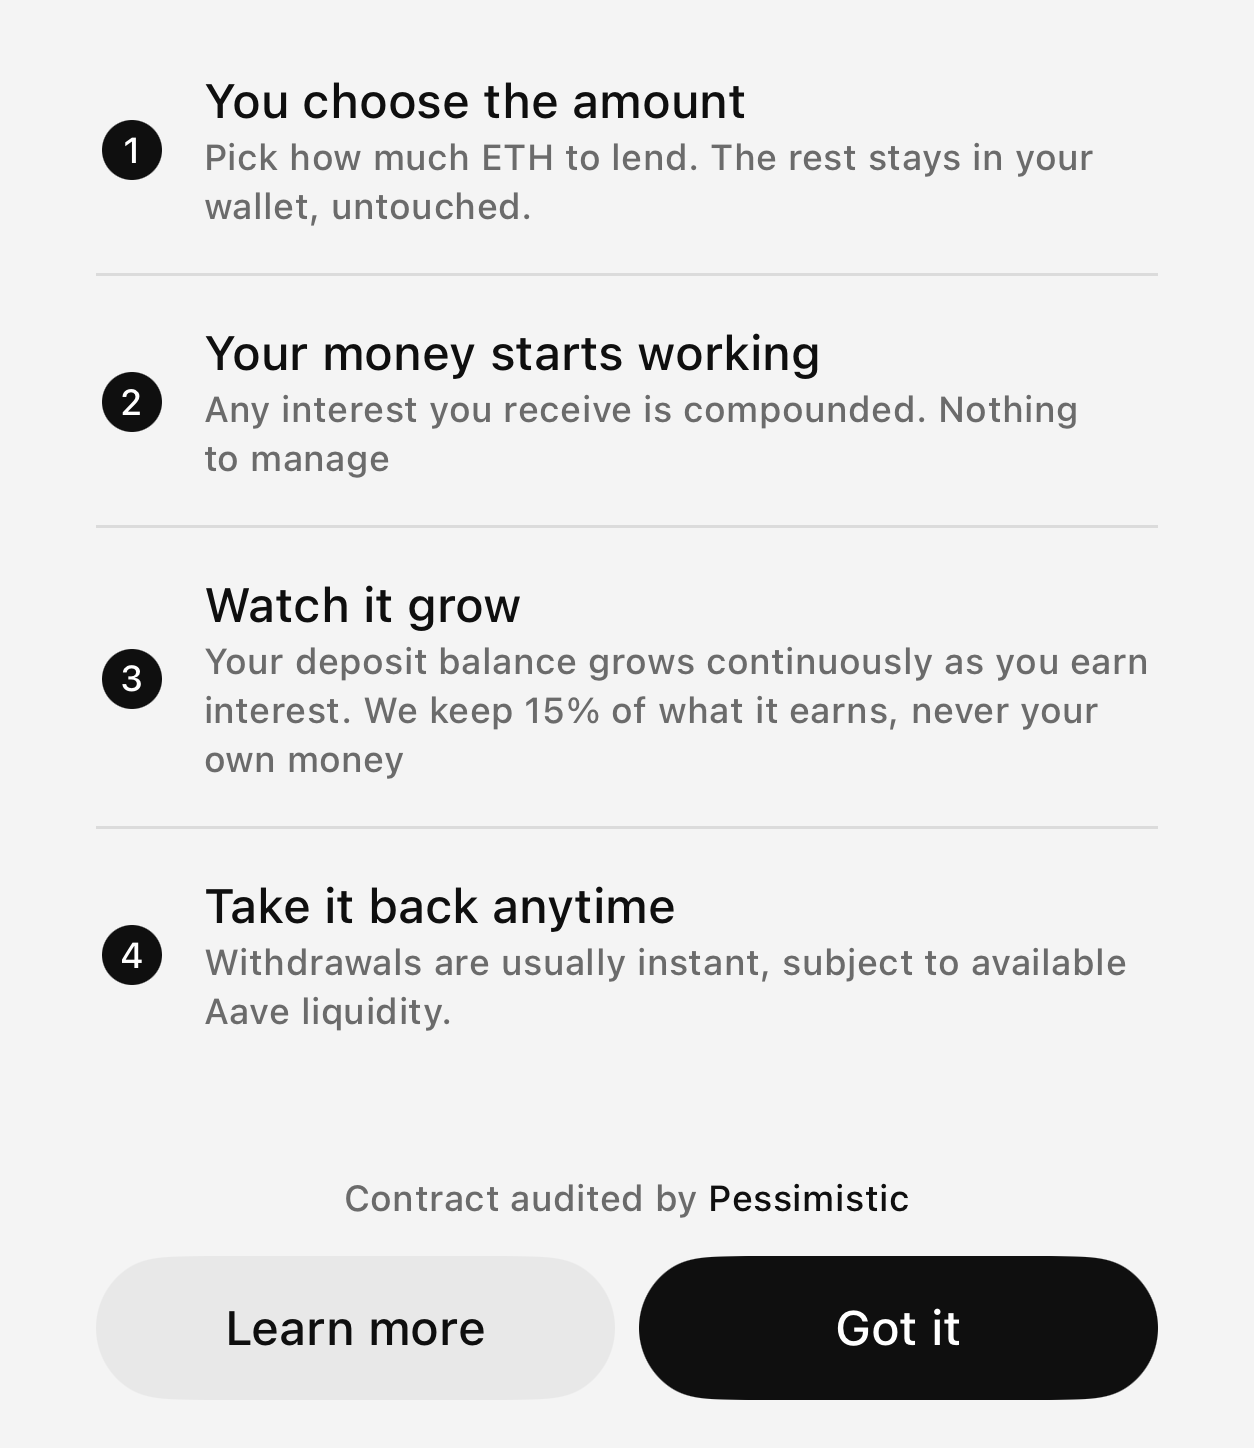 You choose the amount
1
Pick how much ETH to lend. The rest stays in your
wallet, untouched.
Your money starts working
2
Any interest you receive is compounded. Nothing
to manage
Watch it grow
3
Your deposit balance grows continuously as you earn
interest. We keep 15% of what it earns, never your
own money
Take it back anytime
4
Withdrawals are usually instant, subject to available
Aave liquidity.
Contract audited by Pessimistic
Learn more
Got it